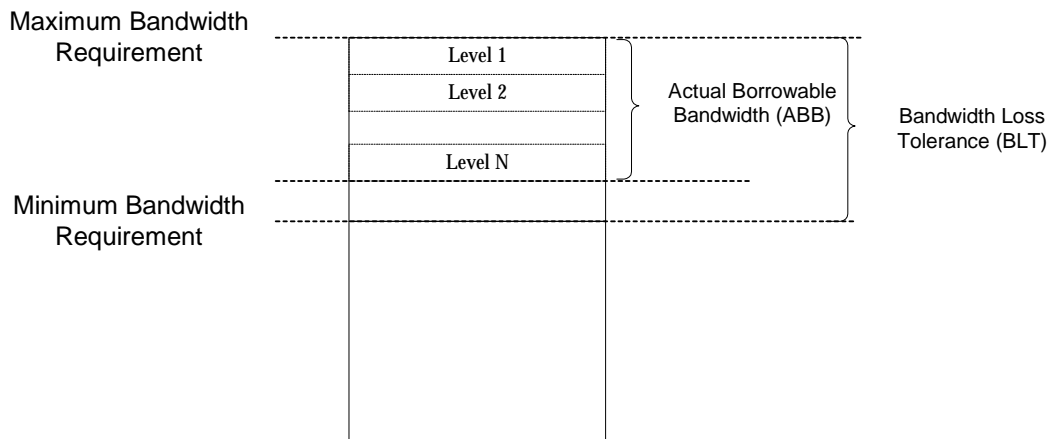 Maximum Bandwidth
Requirement
Level 1
Level 2
Level N
Actual Borrowable
Bandwidth (ABB)
Bandwidth Loss
Tolerance (BLT)
Minimum Bandwidth
Requirement